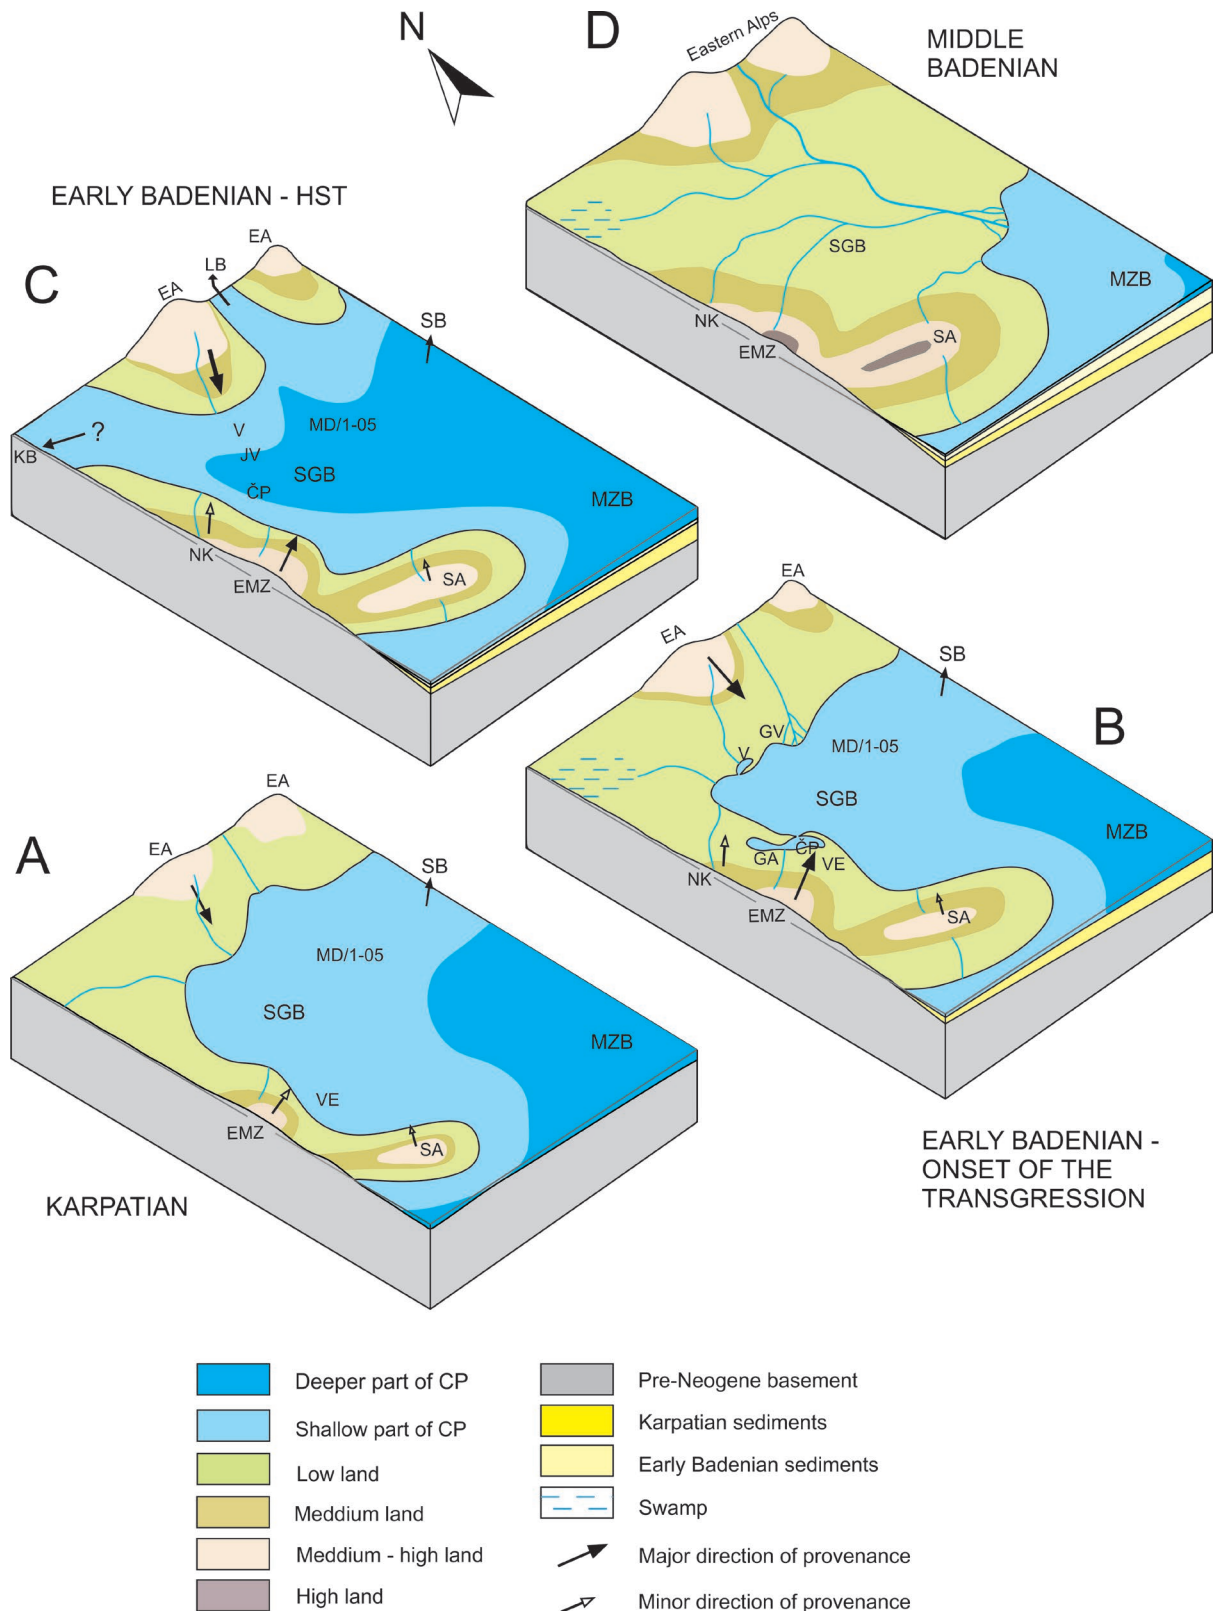 N
D
Eastern Alps
MIDDLE
BADENIAN
SGB
MZB
NK
EMZ
SA
EARLY BADENIAN - HST
C
EA
LB
EA
SB
?
KB
V
MD/1-05
JV
SGB
ČP
MZB
NK
EMZ
SA
B
EA
EA
SB
GV
V
MD/1-05
SGB
MZB
ČP
GA
VE
NK
EMZ
SA
EARLY BADENIAN -
ONSET OF THE
TRANSGRESSION
A
EA
EA
SB
MD/1-05
SGB
MZB
VE
EMZ
SA
KARPATIAN
Deeper part of CP
Shallow part of CP
Low land
Meddium land
Meddium - high land
High land
Pre-Neogene basement
Karpatian sediments
Early Badenian sediments
Swamp
Major direction of provenance
Minor direction of provenance